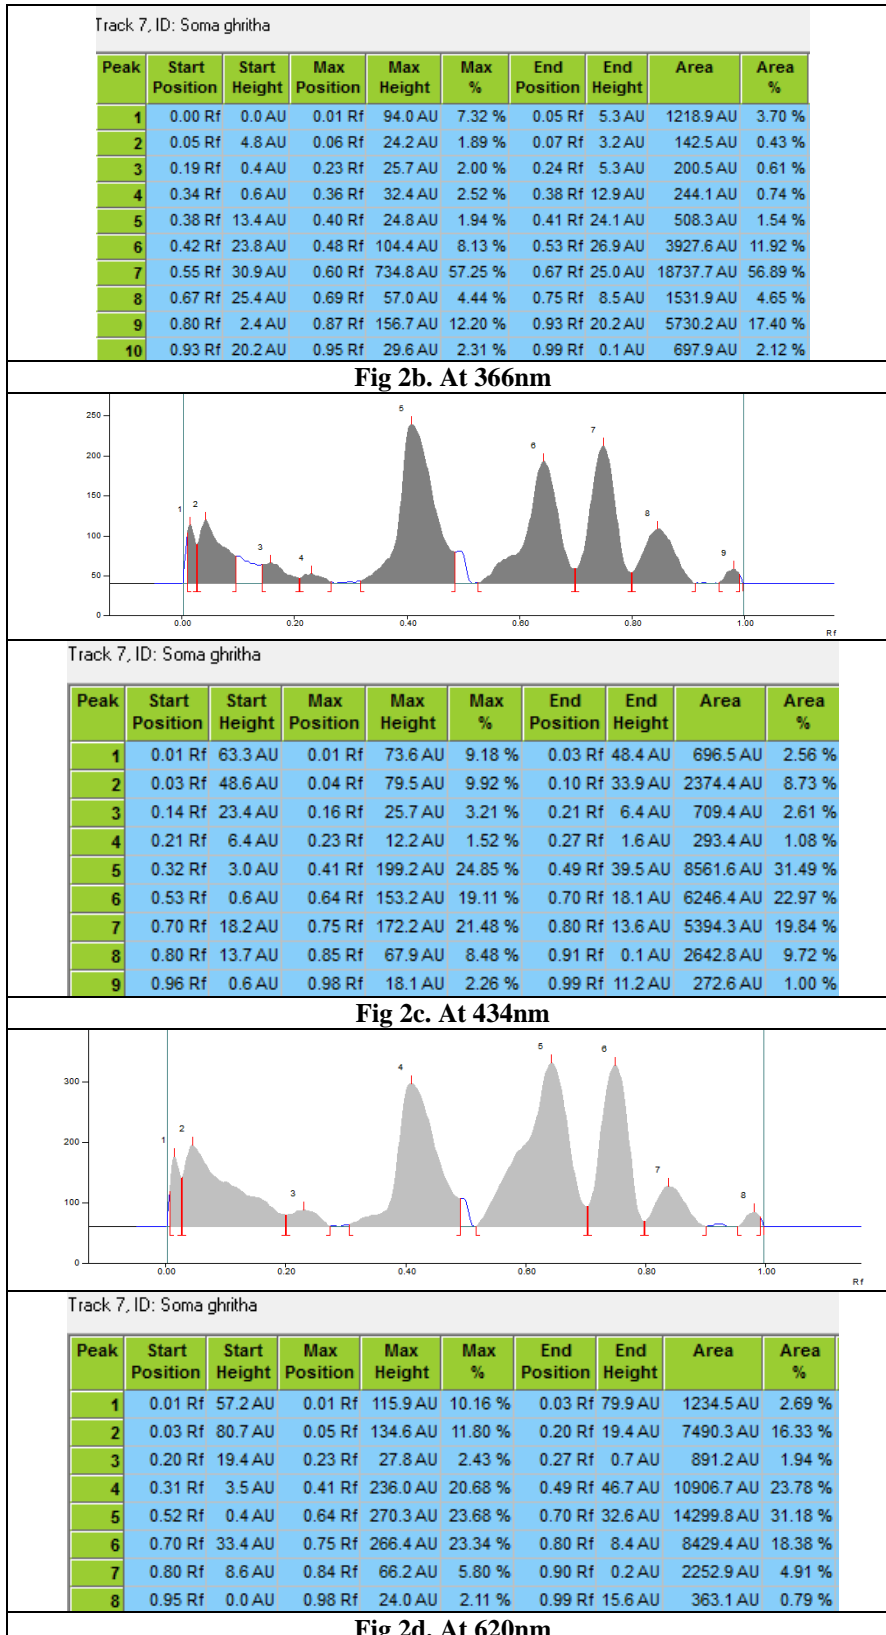 Track 7, ID: Soma ghritha
Peak Start Position Start Height Max Position Max Height Max % End Position End Height Area Area %
1 0.00 Rf 0.0 AU 0.01 Rf 94.0 AU 7.32 % 0.05 Rf 5.3 AU 1218.9 AU 3.70 %
2 0.05 Rf 4.8 AU 0.06 Rf 24.2 AU 1.89 % 0.07 Rf 3.2 AU 142.5 AU 0.43 %
3 0.19 Rf 0.4 AU 0.23 Rf 25.7 AU 2.00 % 0.24 Rf 5.3 AU 200.5 AU 0.61 %
4 0.34 Rf 0.6 AU 0.36 Rf 32.4 AU 2.52 % 0.38 Rf 12.9 AU 244.1 AU 0.74 %
5 0.38 Rf 13.4 AU 0.40 Rf 24.8 AU 1.94 % 0.41 Rf 24.1 AU 508.3 AU 1.54 %
6 0.42 Rf 23.8 AU 0.48 Rf 104.4 AU 8.13 % 0.53 Rf 26.9 AU 3927.6 AU 11.92 %
7 0.55 Rf 30.9 AU 0.60 Rf 734.8 AU 57.25 % 0.67 Rf 25.0 AU 18737.7 AU 56.89 %
8 0.67 Rf 25.4 AU 0.69 Rf 57.0 AU 4.44 % 0.75 Rf 8.5 AU 1531.9 AU 4.65 %
9 0.80 Rf 2.4 AU 0.87 Rf 156.7 AU 12.20 % 0.93 Rf 20.2 AU 5730.2 AU 17.40 %
10 0.93 Rf 20.2 AU 0.95 Rf 29.6 AU 2.31 % 0.99 Rf 0.1 AU 697.9 AU 2.12 %
Fig 2b. At 366nm
250
200
150
100
50
0
1 2 3 4 5 6 7 8 9
0.00 0.20 0.40 0.60 0.80 1.00
Rf
Track 7, ID: Soma ghritha
Peak Start Position Start Height Max Position Max Height Max % End Position End Height Area Area %
1 0.01 Rf 63.3 AU 0.01 Rf 73.6 AU 9.18 % 0.03 Rf 48.4 AU 696.5 AU 2.56 %
2 0.03 Rf 48.6 AU 0.04 Rf 79.5 AU 9.92 % 0.10 Rf 33.9 AU 2374.4 AU 8.73 %
3 0.14 Rf 23.4 AU 0.16 Rf 25.7 AU 3.21 % 0.21 Rf 6.4 AU 709.4 AU 2.61 %
4 0.21 Rf 6.4 AU 0.23 Rf 12.2 AU 1.52 % 0.27 Rf 1.6 AU 293.4 AU 1.08 %
5 0.32 Rf 3.0 AU 0.41 Rf 199.2 AU 24.85 % 0.49 Rf 39.5 AU 8561.6 AU 31.49 %
6 0.53 Rf 0.6 AU 0.64 Rf 153.2 AU 19.11 % 0.70 Rf 18.1 AU 6246.4 AU 22.97 %
7 0.70 Rf 18.2 AU 0.75 Rf 172.2 AU 21.48 % 0.80 Rf 13.6 AU 5394.3 AU 19.84 %
8 0.80 Rf 13.7 AU 0.85 Rf 67.9 AU 8.48 % 0.91 Rf 0.1 AU 2642.8 AU 9.72 %
9 0.96 Rf 0.6 AU 0.98 Rf 18.1 AU 2.26 % 0.99 Rf 11.2 AU 272.6 AU 1.00 %
Fig 2c. At 434nm
300
200
100
0
1 2 3 4 5 6 7 8
0.00 0.20 0.40 0.60 0.80 1.00
Rf
Track 7, ID: Soma ghritha
Peak Start Position Start Height Max Position Max Height Max % End Position End Height Area Area %
1 0.01 Rf 57.2 AU 0.01 Rf 115.9 AU 10.16 % 0.03 Rf 79.9 AU 1234.5 AU 2.69 %
2 0.03 Rf 80.7 AU 0.05 Rf 134.6 AU 11.80 % 0.20 Rf 19.4 AU 7490.3 AU 16.33 %
3 0.20 Rf 19.4 AU 0.23 Rf 27.8 AU 2.43 % 0.27 Rf 0.7 AU 891.2 AU 1.94 %
4 0.31 Rf 3.5 AU 0.41 Rf 236.0 AU 20.68 % 0.49 Rf 46.7 AU 10906.7 AU 23.78 %
5 0.52 Rf 0.4 AU 0.64 Rf 270.3 AU 23.68 % 0.70 Rf 32.6 AU 14299.8 AU 31.18 %
6 0.70 Rf 33.4 AU 0.75 Rf 266.4 AU 23.34 % 0.80 Rf 8.4 AU 8429.4 AU 18.38 %
7 0.80 Rf 8.6 AU 0.84 Rf 66.2 AU 5.80 % 0.90 Rf 0.2 AU 2252.9 AU 4.91 %
8 0.95 Rf 0.0 AU 0.98 Rf 24.0 AU 2.11 % 0.99 Rf 15.6 AU 363.1 AU 0.79 %
Fig 2d. At 620nm